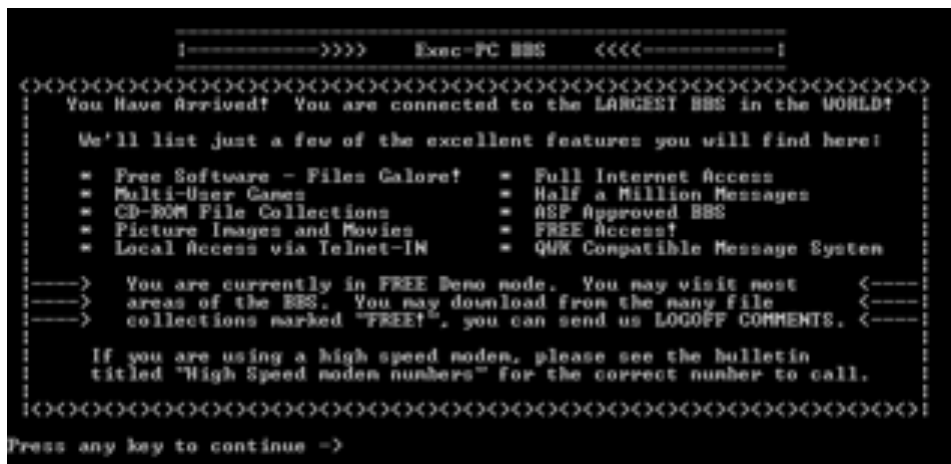 !------------>>>> Exec-PC BBS <<<<------------!
You Have Arrived! You are connected to the LARGEST BBS in the WORLD!
We'll list just a few of the excellent features you will find here:
* Free Software - Files Galore! * Full Internet Access
* Multi-User Games * Half a Million Messages
* CD-ROM File Collections * ASP Approved BBS
* Picture Images and Movies * FREE Access!
* Local Access via Telnet-IN * QWK Compatible Message System
----> You are currently in FREE Demo mode. You may visit most <----
----> areas of the BBS. You may download from the many file <----
----> collections marked "FREE!", you can send us LOGOFF COMMENTS. <----
If you are using a high speed modem, please see the bulletin
titled "High Speed modem numbers" for the correct number to call.
Press any key to continue ->